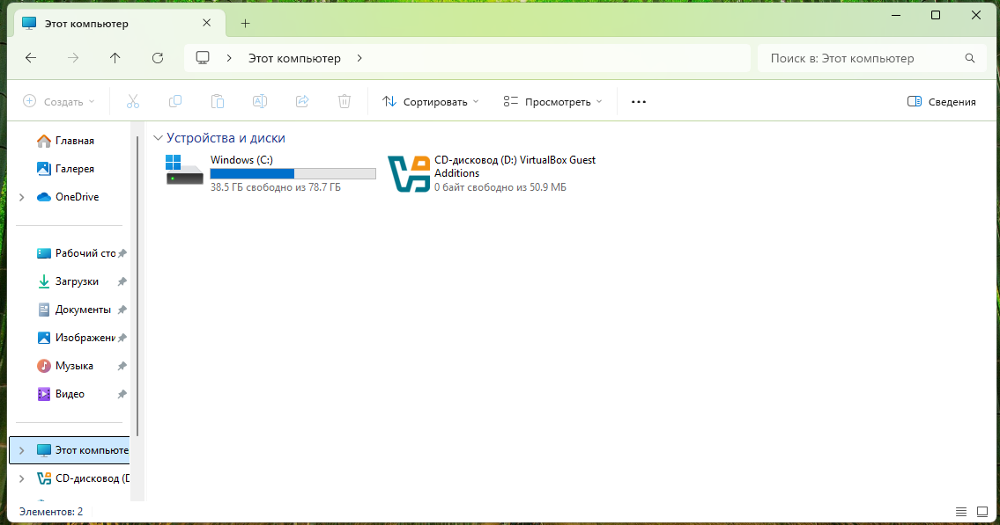 Этот компьютер
Этот компьютер
Поиск в: Этот компьютер
Создать
Сортировать
Просмотреть
Сведения
Главная
Галерея
OneDrive
Рабочий сто
Загрузки
Документы
Изображени
Музыка
Видео
Этот компьюте
CD-дисковод (D
Устройства и диски
Windows (C:)
38.5 ГБ свободно из 78.7 ГБ
CD-дисковод (D:) VirtualBox Guest
Additions
0 байт свободно из 50.9 МБ
Элементов: 2